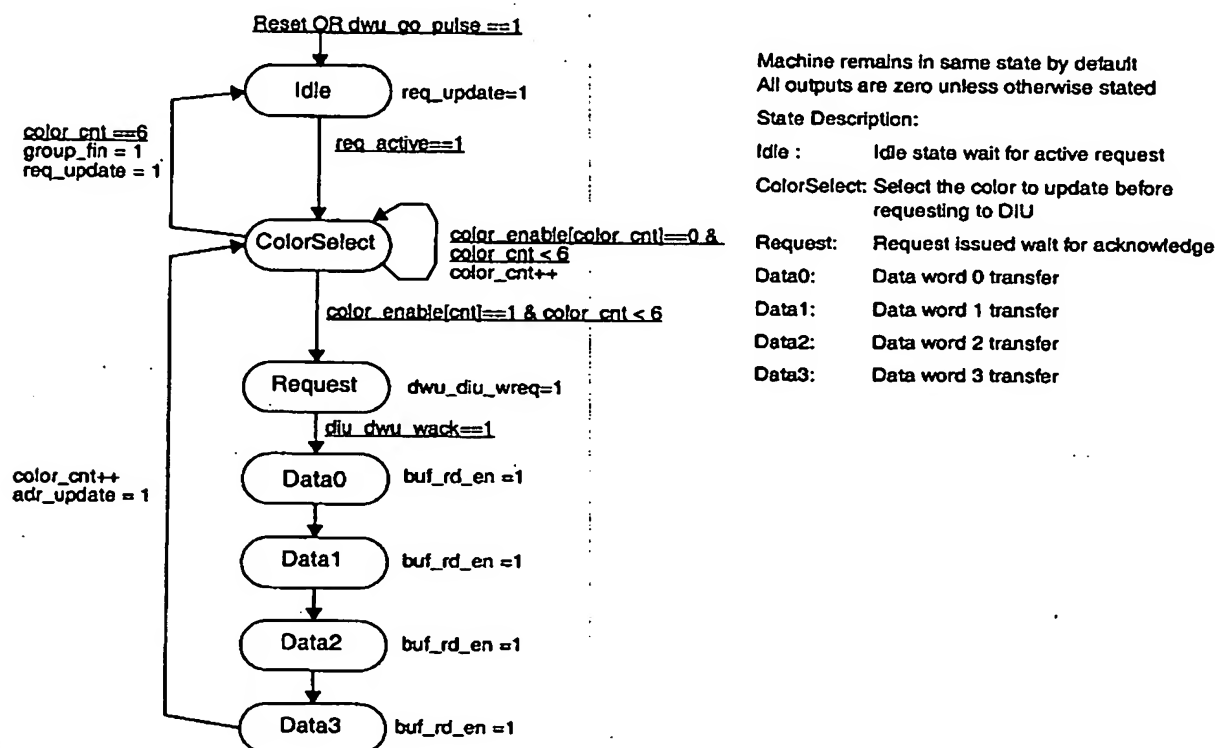 Reset OR dwu_go_pulse ==1
Idle
req_update=1
color_cnt ==6
group_fin = 1
req_update = 1
req_active==1
ColorSelect
color_enable[color_cnt]==0 &
color_cnt < 6
color_cnt++
color_enable[cnt]==1 & color_cnt < 6
Request
dwu_diu_wreq=1
diu_dwu_wack==1
color_cnt++
adr_update = 1
Data0
buf_rd_en =1
Data1
buf_rd_en =1
Data2
buf_rd_en =1
Data3
buf_rd_en =1
Machine remains in same state by default
All outputs are zero unless otherwise stated
State Description:
Idle : Idle state wait for active request
ColorSelect: Select the color to update before
requesting to DIU
Request: Request issued wait for acknowledge
Data0: Data word 0 transfer
Data1: Data word 1 transfer
Data2: Data word 2 transfer
Data3: Data word 3 transfer